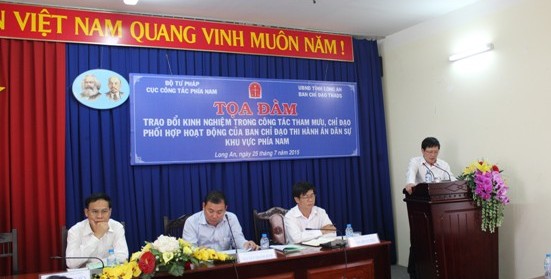 VIỆT NAM QUANG VINH MUÔN NĂM !
BỘ TƯ PHÁP
CỤC CÔNG TÁC PHÍA NAM
UBND TỈNH LONG AN
BAN CHỈ ĐẠO THADS
TỌA ĐÀM
TRAO ĐỔI KINH NGHIỆM TRONG CÔNG TÁC THAM MƯU, CHỈ ĐẠO
PHỐI HỢP HOẠT ĐỘNG CỦA BAN CHỈ ĐẠO THI HÀNH ÁN DÂN SỰ
KHU VỰC PHÍA NAM
Long An, ngày 25 tháng 7 năm 2015